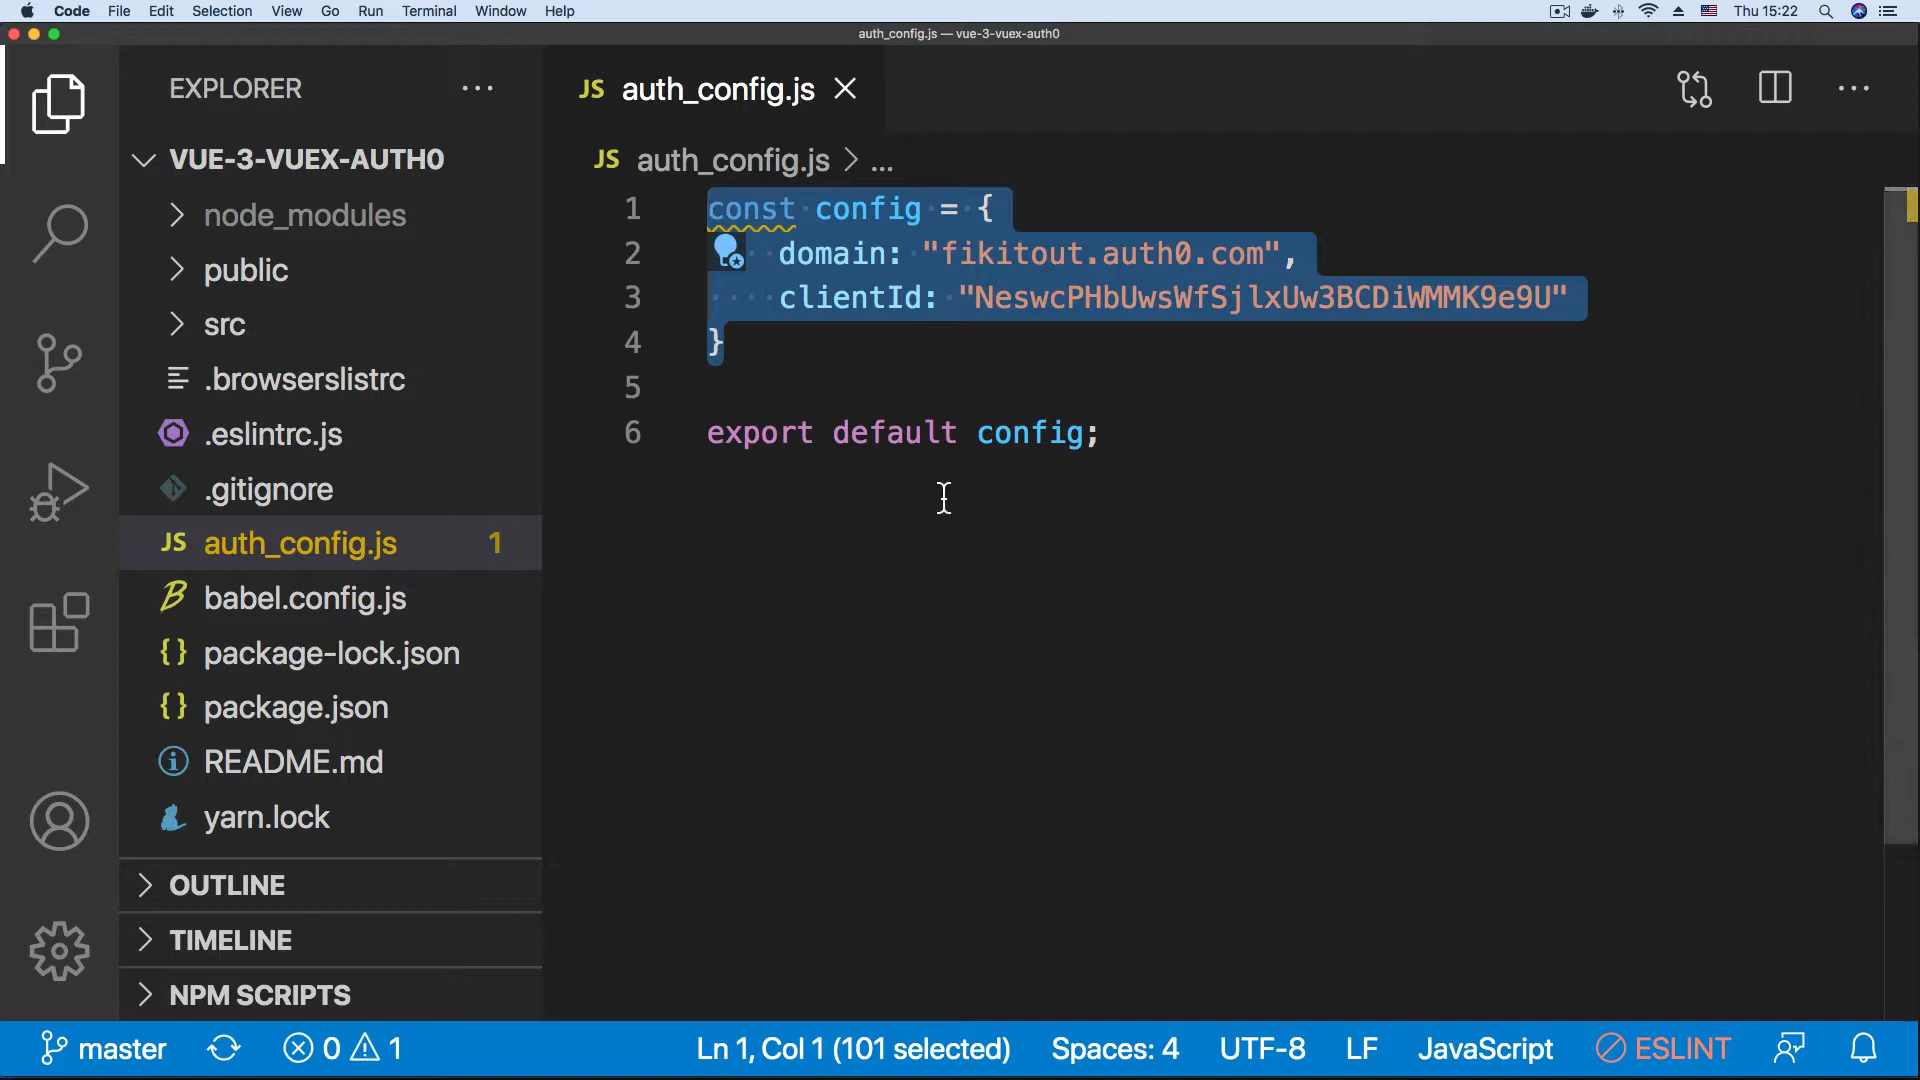 Code File Edit Selection View Go Run Terminal Window Help Thu 15:22
auth_config.js — vue-3-vuex-auth0
EXPLORER
VUE-3-VUEX-AUTH0
node_modules
public
src
.browserslistrc
.eslintrc.js
.gitignore
JS auth_config.js 1
babel.config.js
{} package-lock.json
{} package.json
README.md
yarn.lock
OUTLINE
TIMELINE
NPM SCRIPTS
JS auth_config.js
JS auth_config.js > ...
1 const config = {
2 domain: "fikitout.auth0.com",
3 clientId: "NeswcPHbUwsWfSjlxUw3BCDiWMMK9e9U"
4 }
5
6 export default config;
master 0 1 Ln 1, Col 1 (101 selected) Spaces: 4 UTF-8 LF JavaScript ESLINT